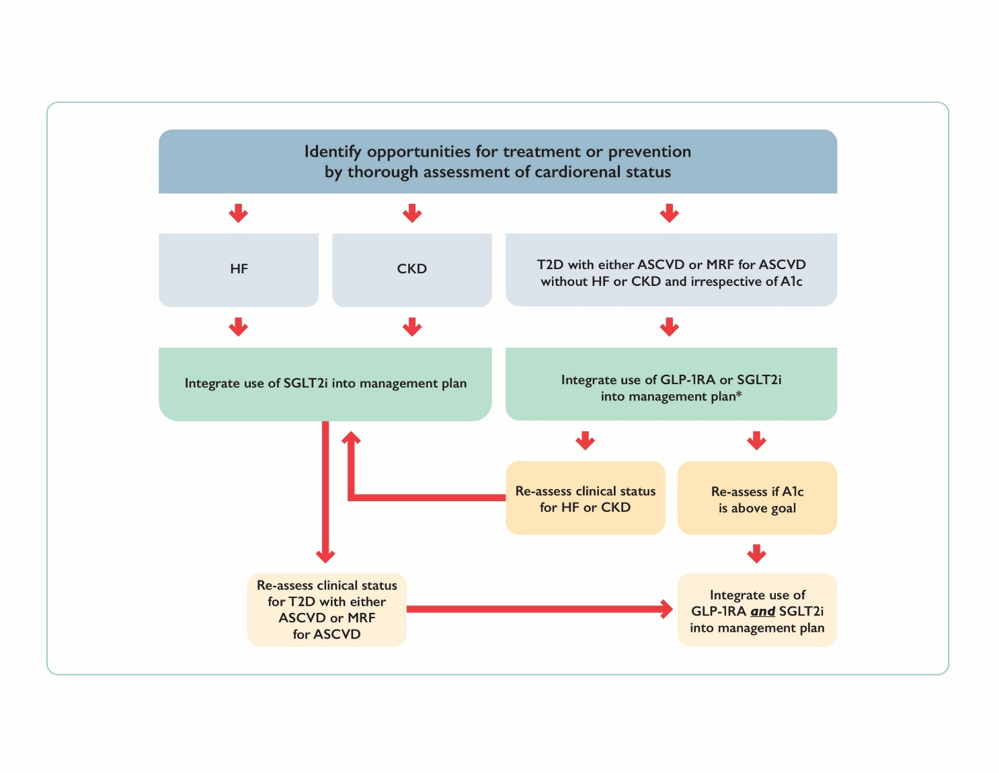 Identify opportunities for treatment or prevention
by thorough assessment of cardiorenal status
HF
CKD
T2D with either ASCVD or MRF for ASCVD
without HF or CKD and irrespective of A1c
Integrate use of SGLT2i into management plan
Integrate use of GLP-1RA or SGLT2i
into management plan*
Re-assess clinical status
for HF or CKD
Re-assess if A1c
is above goal
Re-assess clinical status
for T2D with either
ASCVD or MRF
for ASCVD
Integrate use of
GLP-1RA and SGLT2i
into management plan